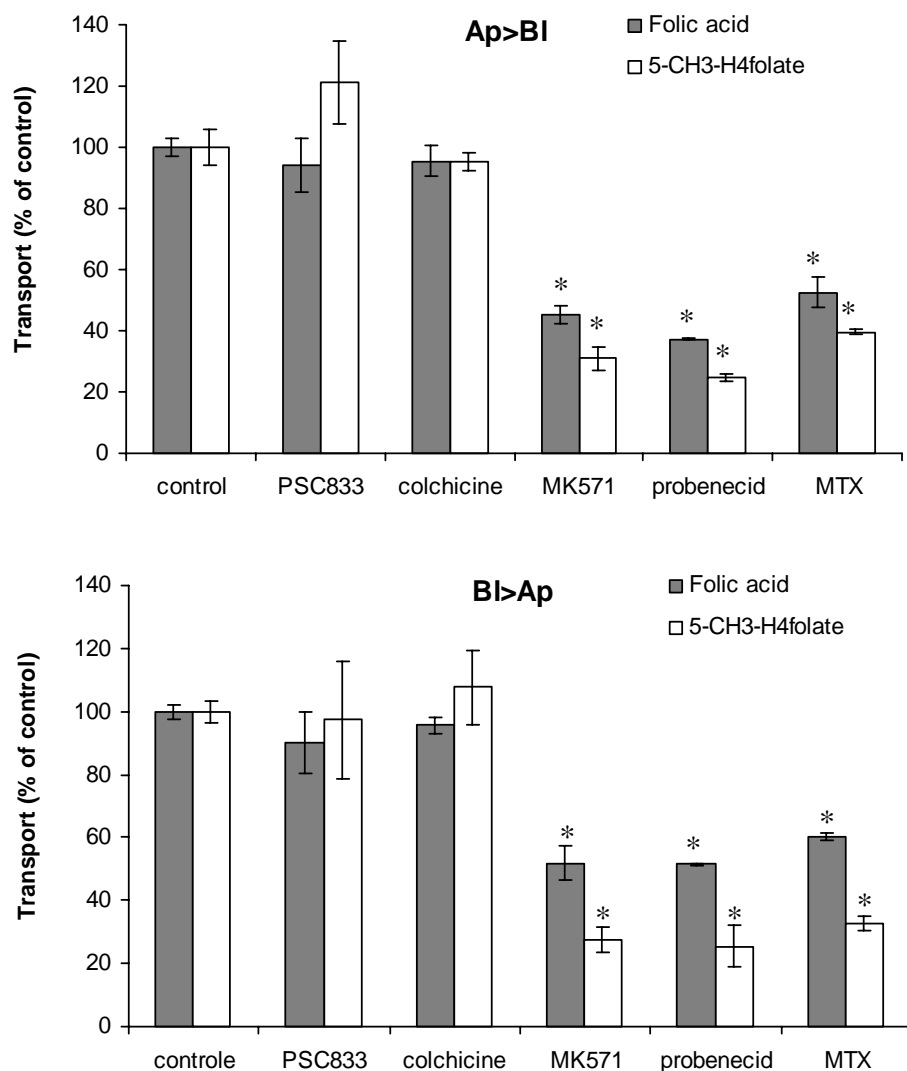 Ap>Bl
Folic acid
5-CH3-H4folate
Transport (% of control)
140
120
100
80
60
40
20
0
* * * * * *
control PSC833 colchicine MK571 probenecid MTX
Bl>Ap
Folic acid
5-CH3-H4folate
Transport (% of control)
140
120
100
80
60
40
20
0
* * * * * *
controle PSC833 colchicine MK571 probenecid MTX